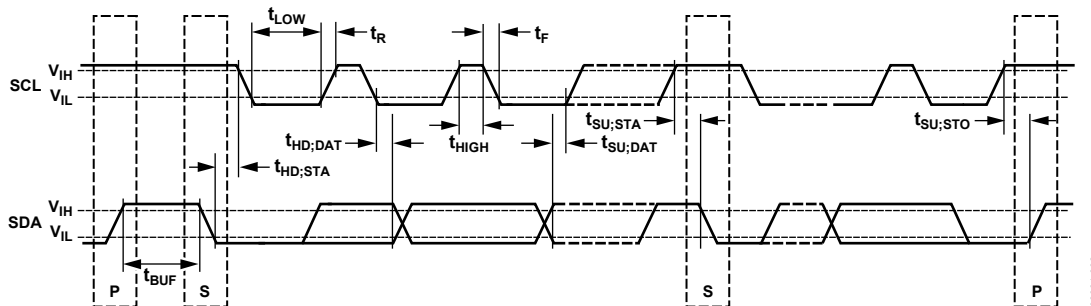 tLOW
tR
tF
SCL
VIH
VIL
tHD;DAT
tHD;STA
tHIGH
tSU;STA
tSU;DAT
tSU;STO
SDA
VIH
VIL
tBUF
P
S
S
P